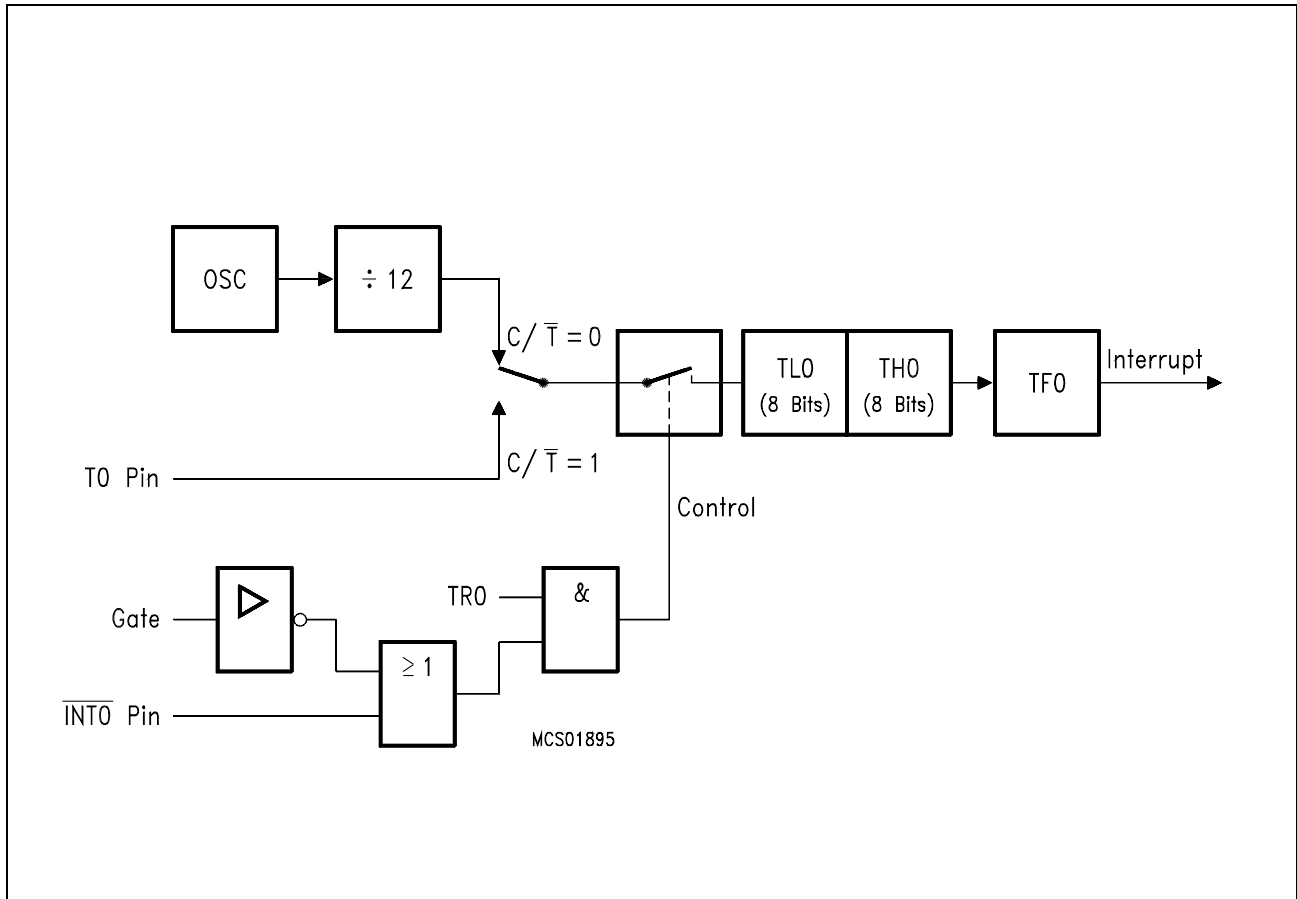 OSC
÷ 12
C/T̅ = 0
TL0
(8 Bits)
TH0
(8 Bits)
TF0
Interrupt
T0 Pin
C/T̅ = 1
Control
Gate
TR0
&
≥ 1
I̅N̅T̅0̅ Pin
MCS01895